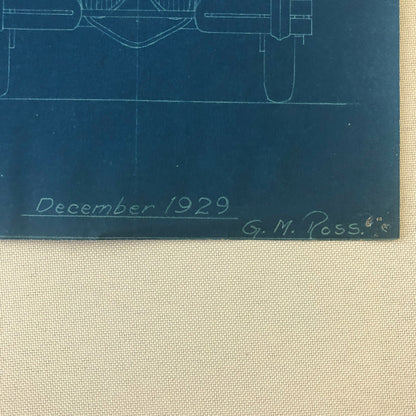 December 1929
G. M. Ross.